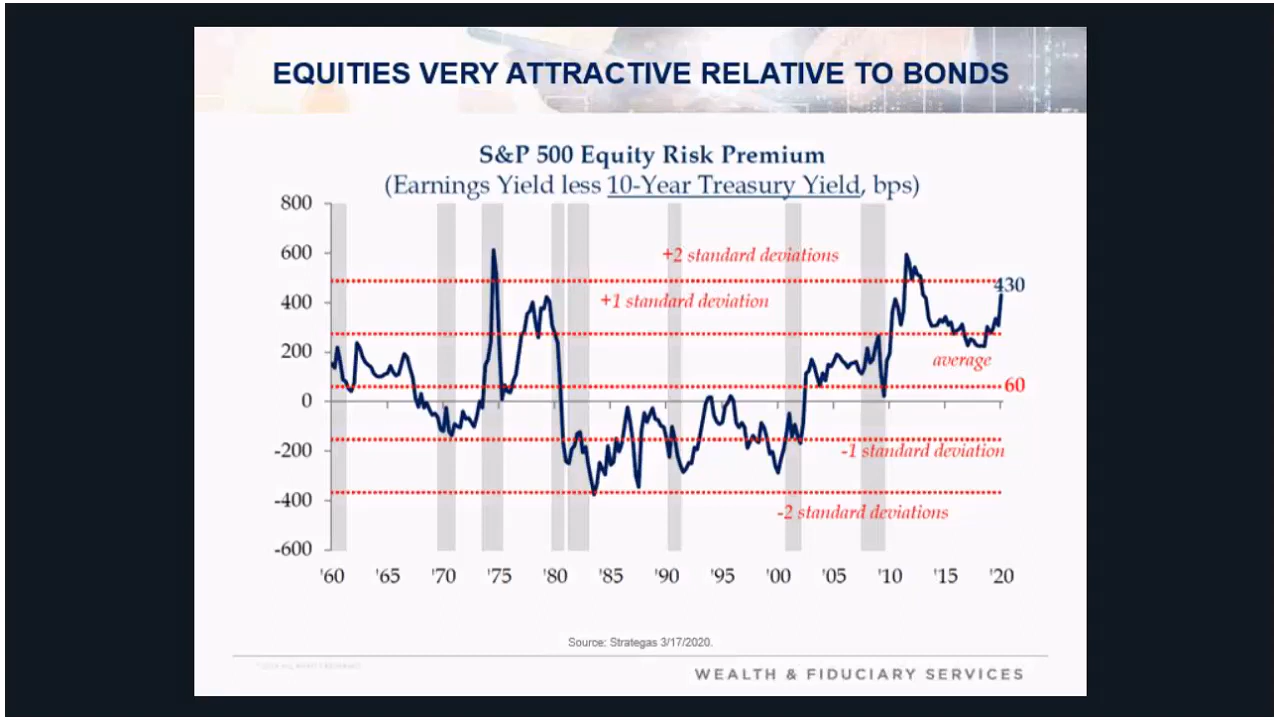 EQUITIES VERY ATTRACTIVE RELATIVE TO BONDS
S&P 500 Equity Risk Premium
(Earnings Yield less 10-Year Treasury Yield, bps)
800
600
400
200
0
-200
-400
-600
+2 standard deviations
430
+1 standard deviation
average
60
-1 standard deviation
-2 standard deviations
'60 '65 '70 '75 '80 '85 '90 '95 '00 '05 '10 '15 '20
Source: Strategas 3/17/2020.
ALL RIGHTS RESERVED
WEALTH & FIDUCIARY SERVICES